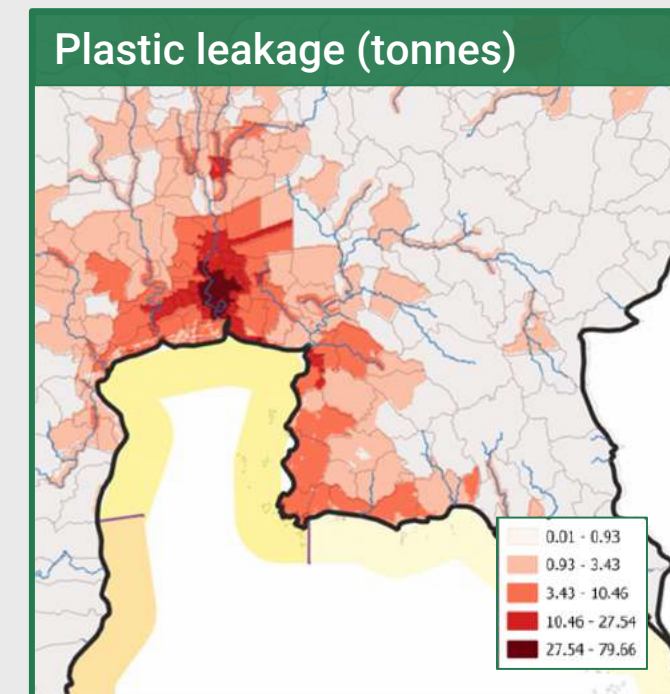 Plastic leakage (tonnes)
0.01 - 0.93
0.93 - 3.43
3.43 - 10.46
10.46 - 27.54
27.54 - 79.66